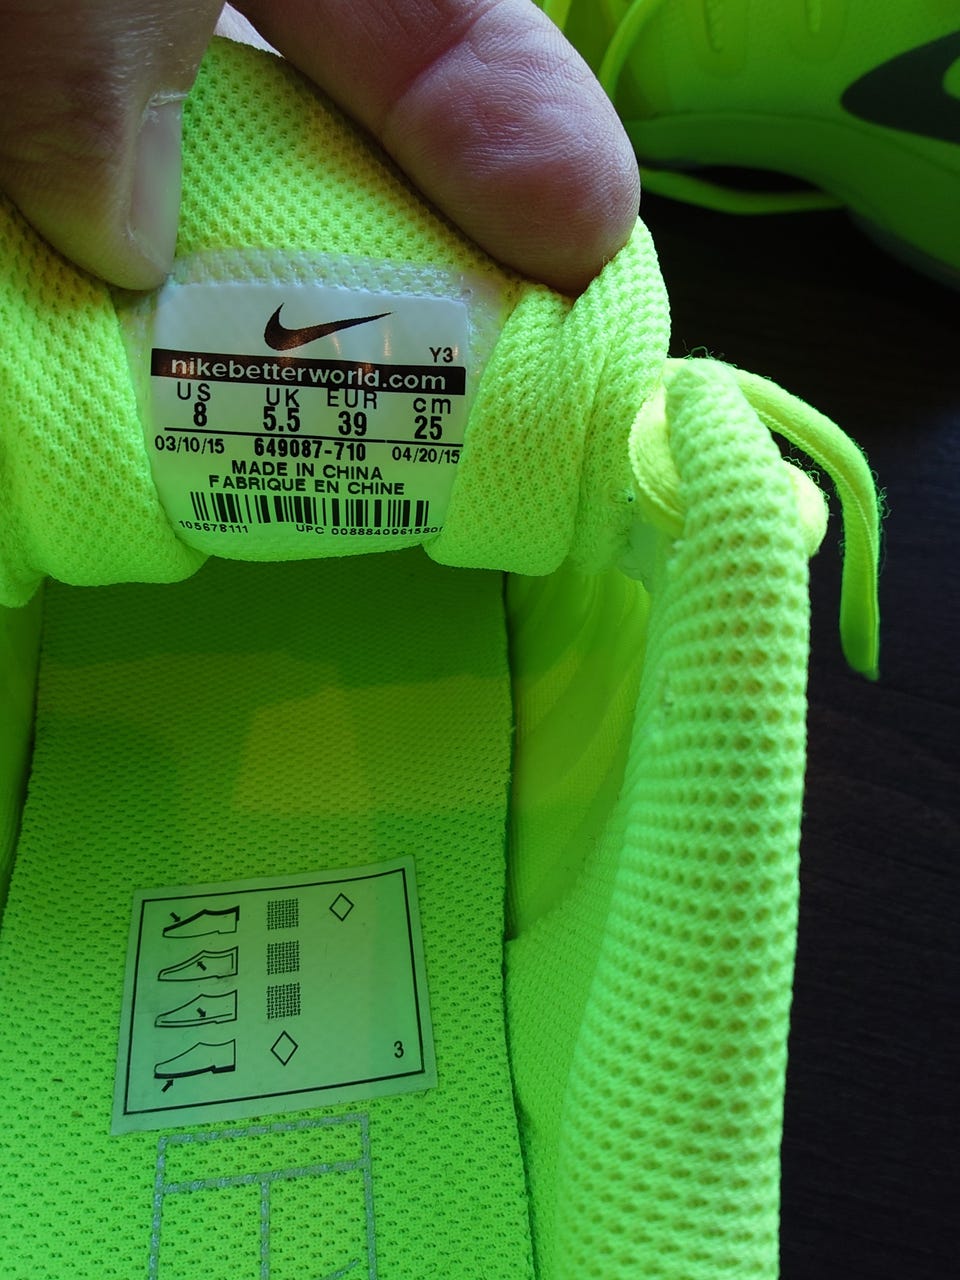 Y3
nikebetterworld.com
US UK EUR cm
8 5.5 39 25
03/10/15 649087-710 04/20/15
MADE IN CHINA
FABRIQUE EN CHINE
105678111 UPC
3